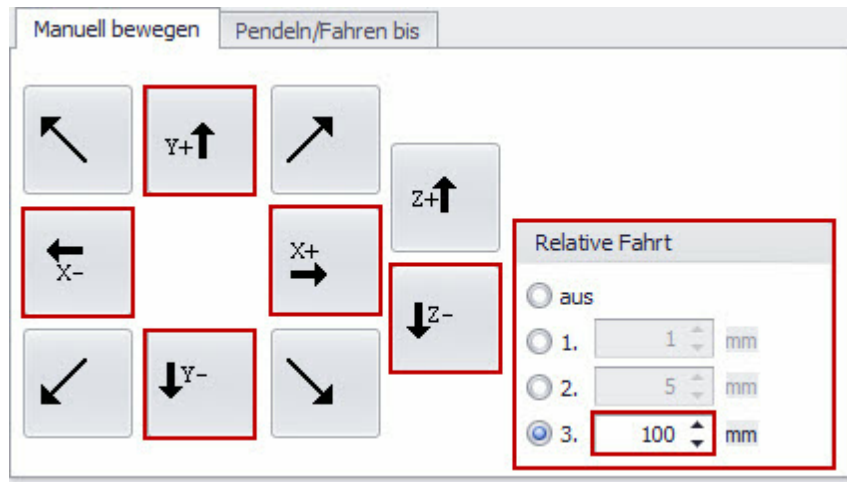 Manuell bewegen Pendeln/Fahren bis
Y+
Z+
X- X+
Z-
Y-
Relative Fahrt
aus
1. 1 mm
2. 5 mm
3. 100 mm